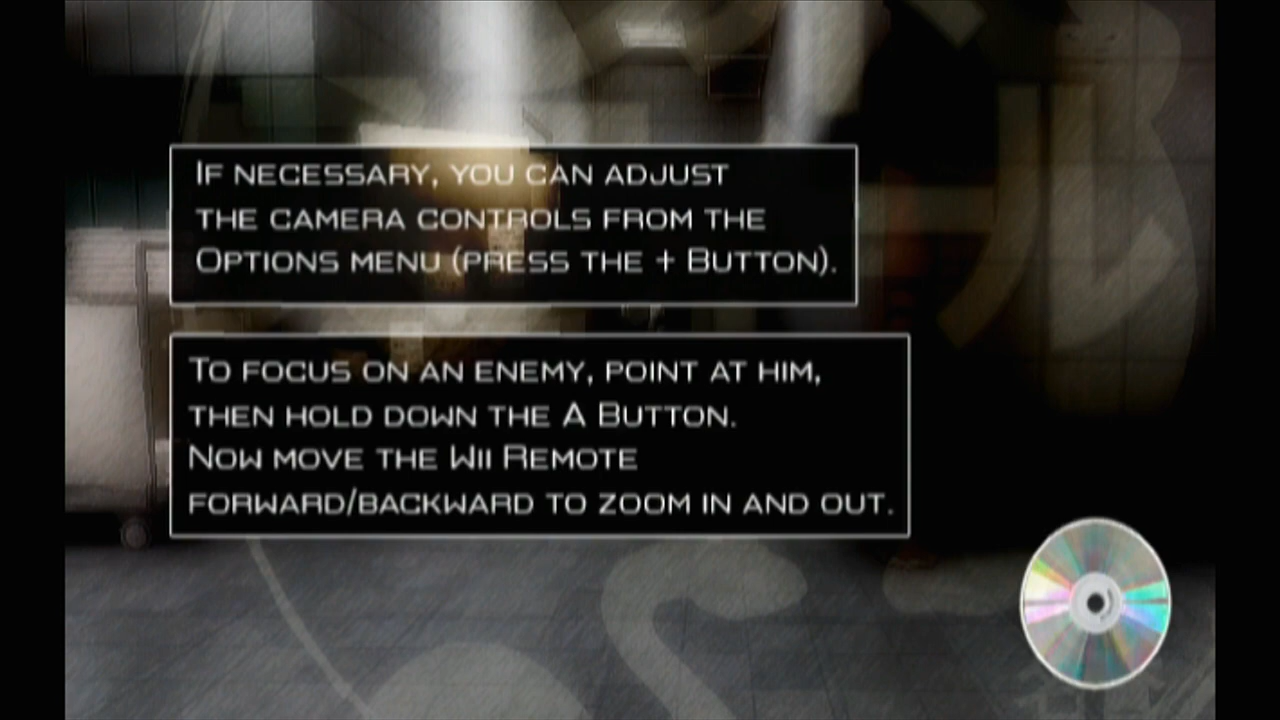 If necessary, you can adjust
the camera controls from the
Options menu (press the + Button).
To focus on an enemy, point at him,
then hold down the A Button.
Now move the Wii Remote
forward/backward to zoom in and out.